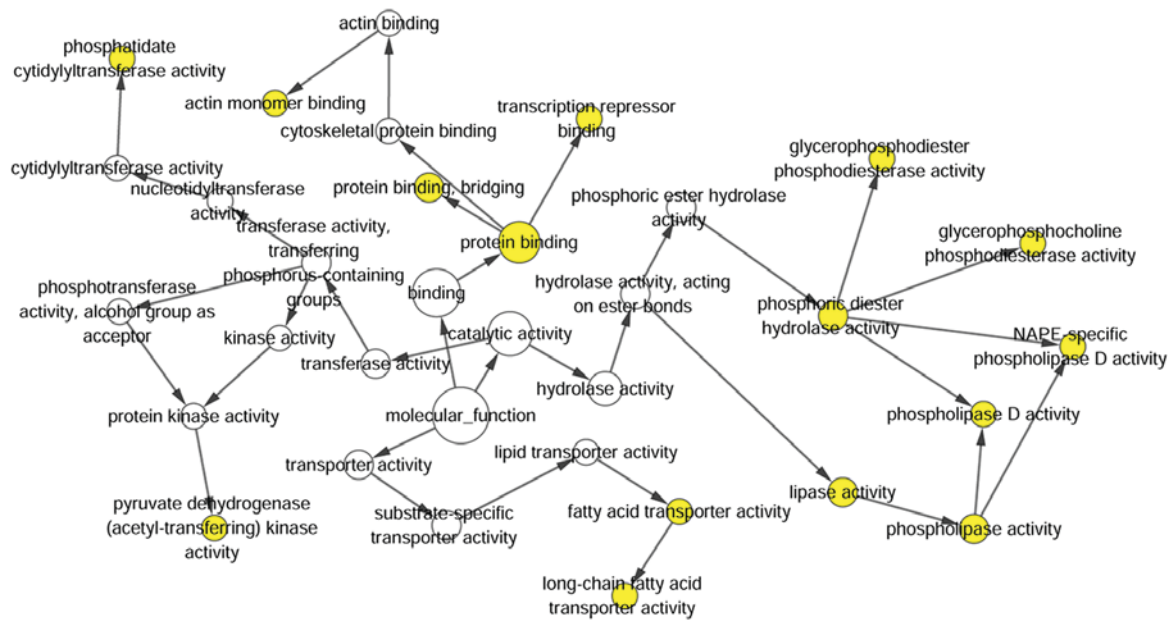 actin binding
phosphatidate
cytidylyltransferase activity
actin monomer binding
transcription repressor
binding
cytoskeletal protein binding
glycerophosphodiester
phosphodiesterase activity
cytidylyltransferase activity
nucleotidyltransferase
activity
protein binding, bridging
phosphoric ester hydrolase
activity
transferase activity,
transferring
phosphorus-containing
groups
protein binding
glycerophosphocholine
phosphodiesterase activity
phosphotransferase
activity, alcohol group as
acceptor
binding
hydrolase activity, acting
on ester bonds
phosphoric diester
hydrolase activity
kinase activity
catalytic activity
NAPE-specific
phospholipase D activity
transferase activity
hydrolase activity
protein kinase activity
molecular_function
phospholipase D activity
transporter activity
lipid transporter activity
lipase activity
pyruvate dehydrogenase
(acetyl-transferring) kinase
activity
substrate-specific
transporter activity
fatty acid transporter activity
phospholipase activity
long-chain fatty acid
transporter activity